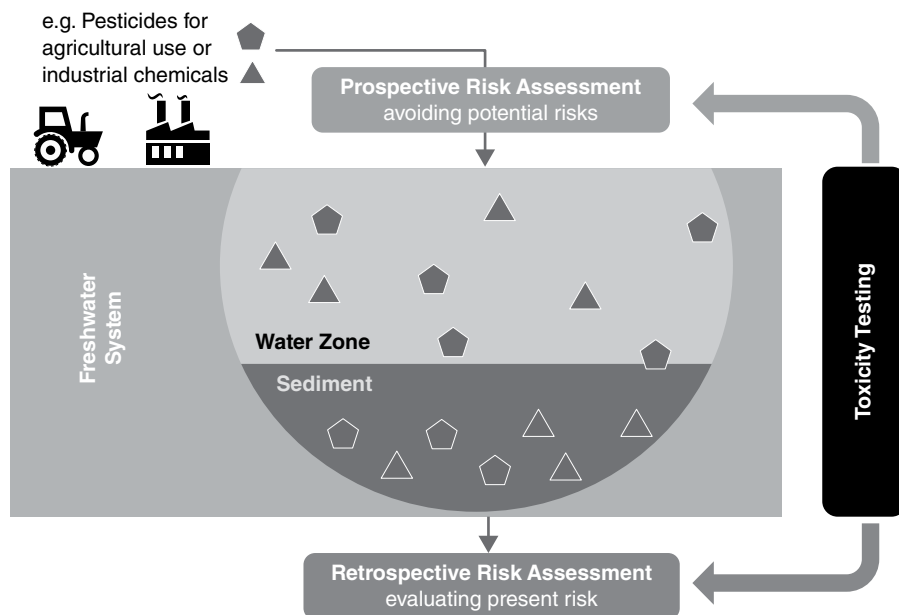 e.g. Pesticides for
agricultural use or
industrial chemicals
Prospective Risk Assessment
avoiding potential risks
Freshwater
System
Water Zone
Sediment
Toxicity Testing
Retrospective Risk Assessment
evaluating present risk